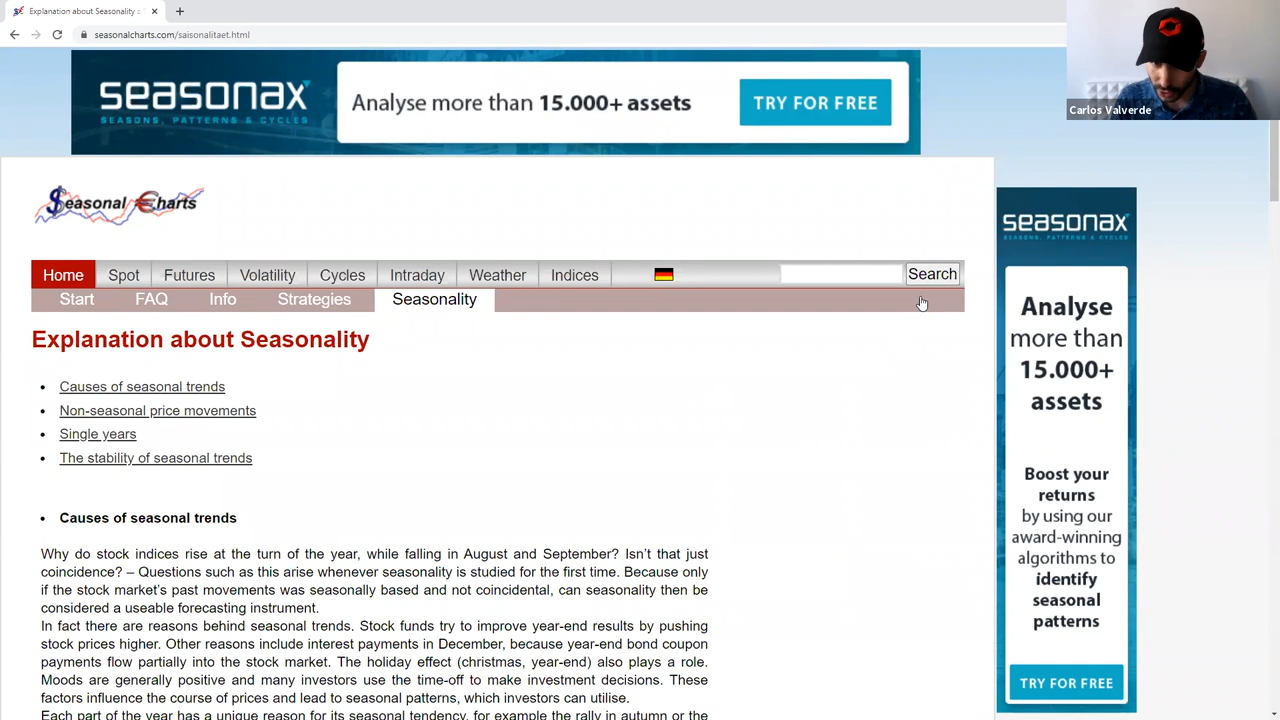 Explanation about Seasonality ::
seasonalcharts.com/saisonalitaet.html
Carlos Valverde
seasonax
SEASONS, PATTERNS & CYCLES
Analyse more than 15.000+ assets
TRY FOR FREE
Seasonal Charts
Home Spot Futures Volatility Cycles Intraday Weather Indices Search
Start FAQ Info Strategies Seasonality
Explanation about Seasonality
• Causes of seasonal trends
• Non-seasonal price movements
• Single years
• The stability of seasonal trends
• Causes of seasonal trends
Why do stock indices rise at the turn of the year, while falling in August and September? Isn't that just
coincidence? – Questions such as this arise whenever seasonality is studied for the first time. Because only
if the stock market's past movements was seasonally based and not coincidental, can seasonality then be
considered a useable forecasting instrument.
In fact there are reasons behind seasonal trends. Stock funds try to improve year-end results by pushing
stock prices higher. Other reasons include interest payments in December, because year-end bond coupon
payments flow partially into the stock market. The holiday effect (christmas, year-end) also plays a role.
Moods are generally positive and many investors use the time-off to make investment decisions. These
factors influence the course of prices and lead to seasonal patterns, which investors can utilise.
Each part of the year has a unique reason for its seasonal tendency, for example the rally in autumn or the
seasonax
SEASONS, PATTERNS & CYCLES
Analyse
more than
15.000+
assets
Boost your
returns
by using our
award-winning
algorithms to
identify
seasonal
patterns
TRY FOR FREE